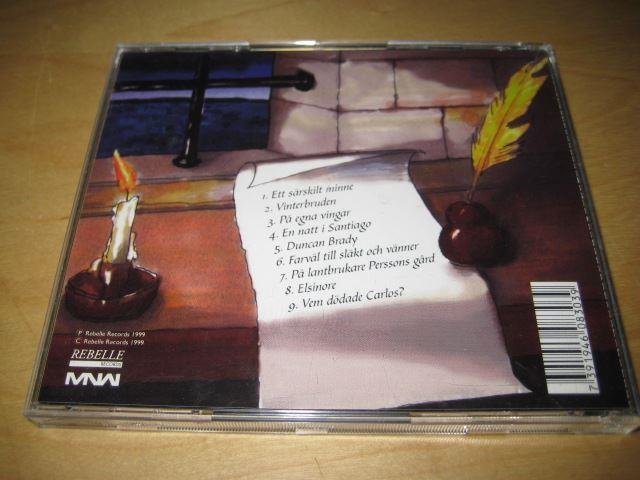 1. Ett särskilt minne
2. Vinterbruden
3. På egna vingar
4. En natt i Santiago
5. Duncan Brady
6. Farväl till släkt och vänner
7. På lantbrukare Perssons gård
8. Elsinore
9. Vem dödade Carlos?
P Rebelle Records 1999
C Rebelle Records 1999
REBELLE
RECORDS
MNW
7391946083039